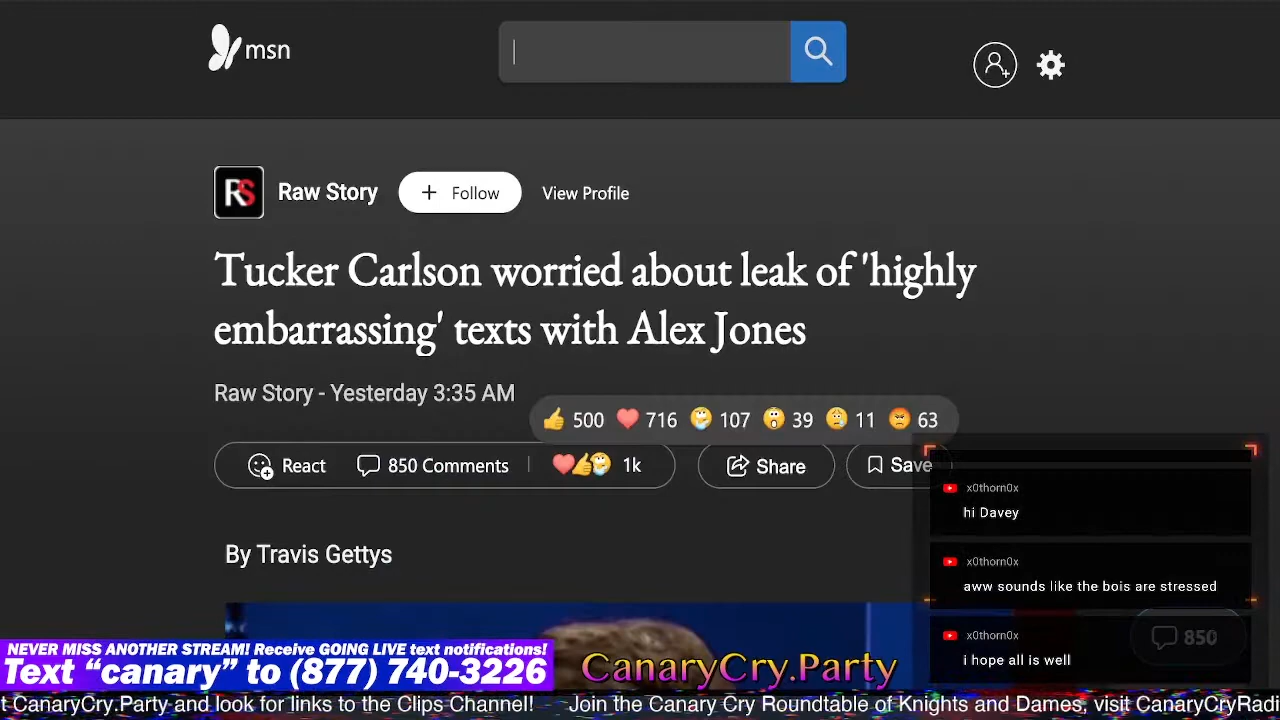 msn
Raw Story
+ Follow
View Profile
Tucker Carlson worried about leak of 'highly
embarrassing' texts with Alex Jones
Raw Story - Yesterday 3:35 AM
500 716 107 39 11 63
React
850 Comments
1k
Share
Save
By Travis Gettys
x0thorn0x
hi Davey
x0thorn0x
aww sounds like the bois are stressed
x0thorn0x
i hope all is well
850
NEVER MISS ANOTHER STREAM! Receive GOING LIVE text notifications!
Text “canary” to (877) 740-3226
CanaryCry.Party
t CanaryCry.Party and look for links to the Clips Channel! Join the Canary Cry Roundtable of Knights and Dames, visit CanaryCryRadi